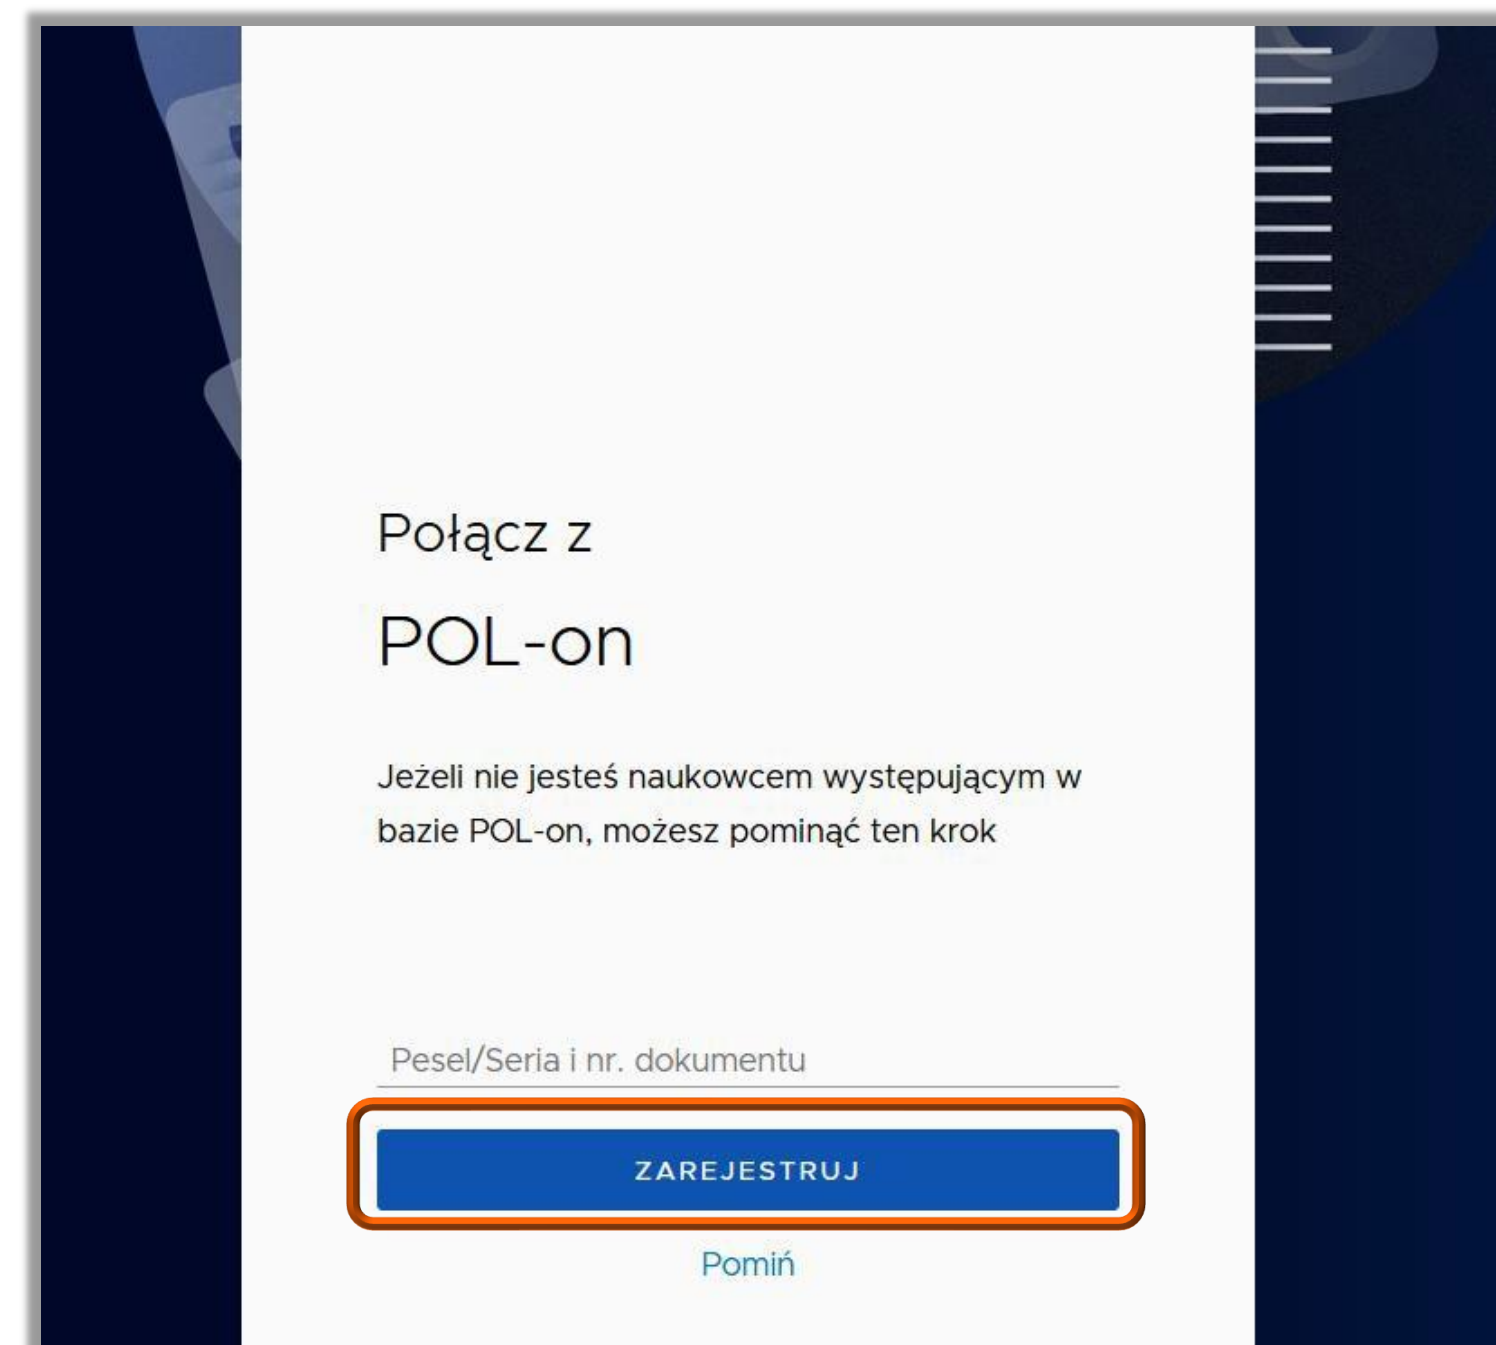 Połącz z
POL-on
Jeżeli nie jesteś naukowcem występującym w
bazie POL-on, możesz pominąć ten krok
Pesel/Seria i nr. dokumentu
ZAREJESTRUJ
Pomiń